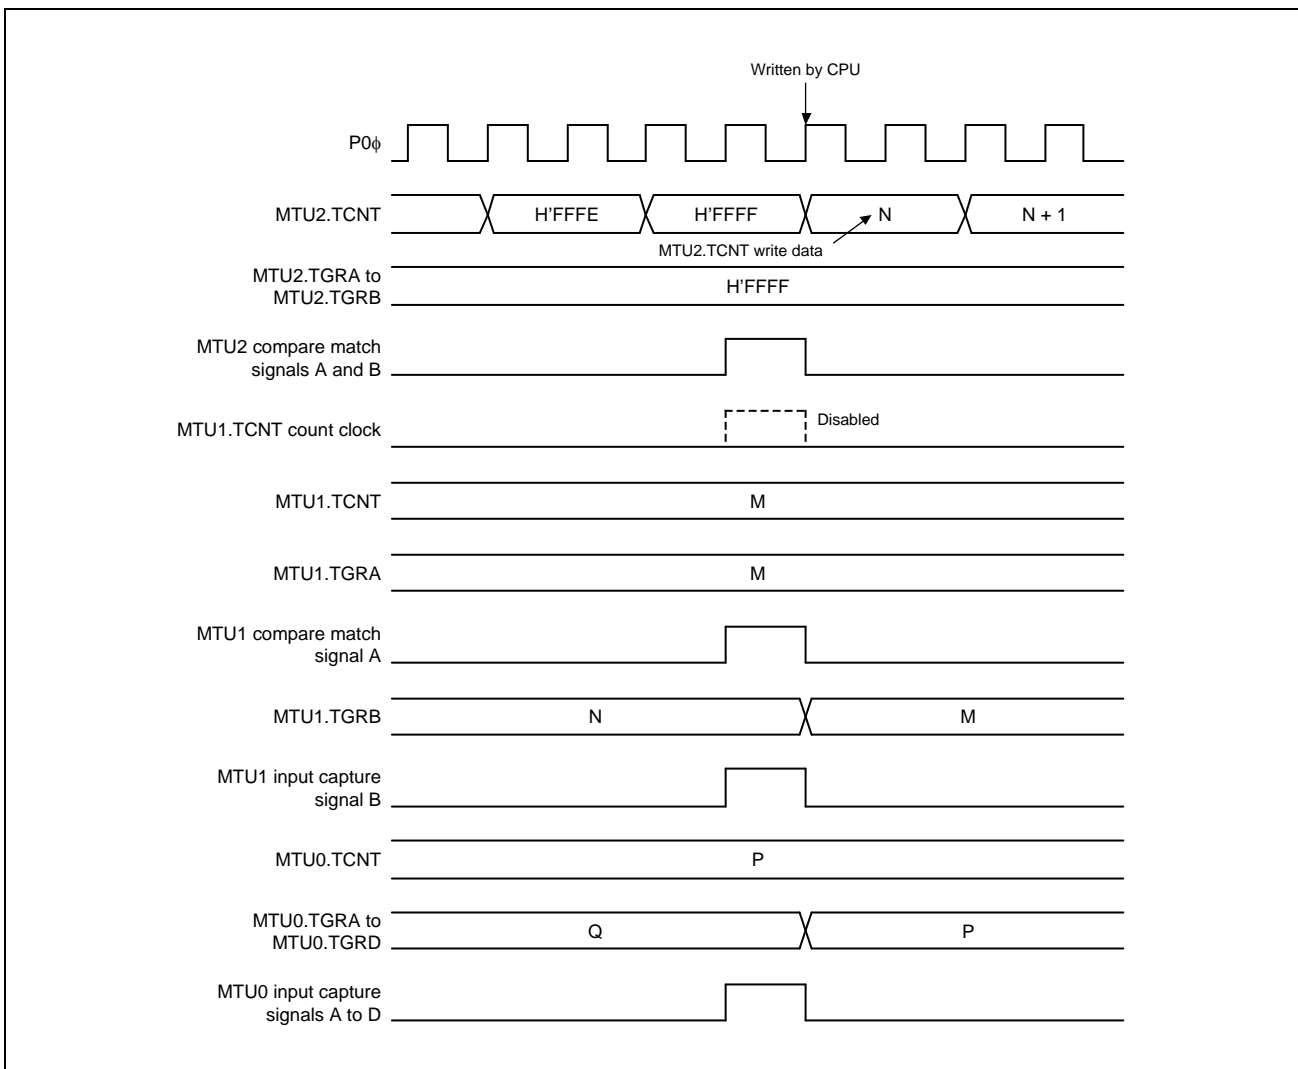 Written by CPU
P0ϕ
MTU2.TCNT H'FFFE H'FFFF N N + 1
MTU2.TCNT write data
MTU2.TGRA to
MTU2.TGRB
H'FFFF
MTU2 compare match
signals A and B
MTU1.TCNT count clock Disabled
MTU1.TCNT M
MTU1.TGRA M
MTU1 compare match
signal A
MTU1.TGRB N M
MTU1 input capture
signal B
MTU0.TCNT P
MTU0.TGRA to
MTU0.TGRD
Q P
MTU0 input capture
signals A to D